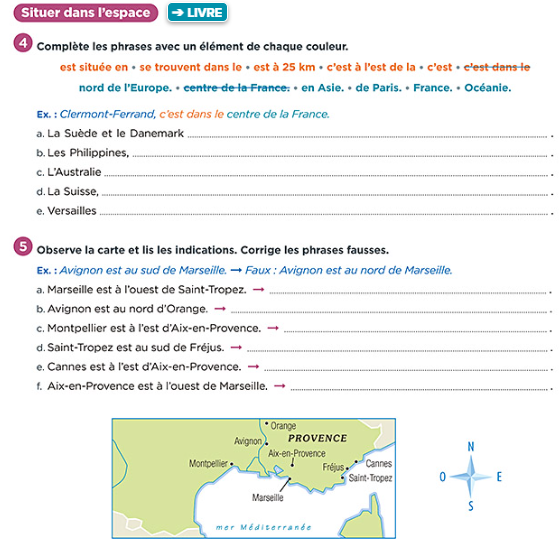 Situer dans l'espace ➔ LIVRE
4 Complète les phrases avec un élément de chaque couleur.
est située en • se trouvent dans le • est à 25 km • c'est à l'est de la • c'est • c'est dans le
nord de l'Europe. • centre de la France. • en Asie. • de Paris. • France. • Océanie.
Ex. : Clermont-Ferrand, c'est dans le centre de la France.
a. La Suède et le Danemark .
b. Les Philippines, .
c. L'Australie .
d. La Suisse, .
e. Versailles .
5 Observe la carte et lis les indications. Corrige les phrases fausses.
Ex. : Avignon est au sud de Marseille. → Faux : Avignon est au nord de Marseille.
a. Marseille est à l'ouest de Saint-Tropez. → .
b. Avignon est au nord d'Orange. → .
c. Montpellier est à l'est d'Aix-en-Provence. → .
d. Saint-Tropez est au sud de Fréjus. → .
e. Cannes est à l'est d'Aix-en-Provence. → .
f. Aix-en-Provence est à l'ouest de Marseille. → .
Orange
Avignon PROVENCE
Aix-en-Provence
Montpellier Fréjus Cannes
Saint-Tropez
Marseille
mer Méditerranée
N
O E
S